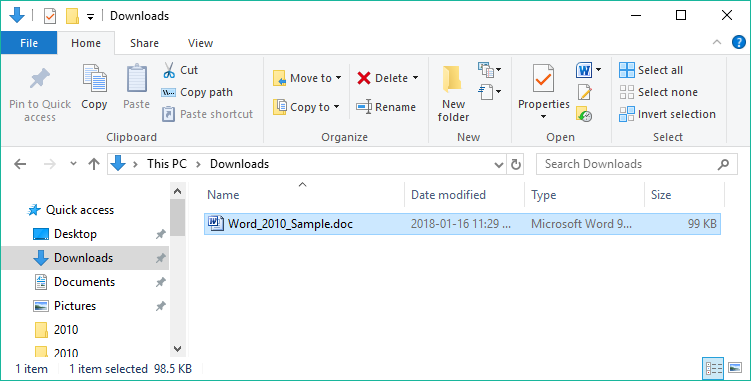 Downloads
File Home Share View
Pin to Quick access
Copy
Paste
Cut
Copy path
Paste shortcut
Clipboard
Move to
Copy to
Delete
Rename
Organize
New folder
New
Properties
Open
Select all
Select none
Invert selection
Select
This PC Downloads
Search Downloads
Name Date modified Type Size
Word_2010_Sample.doc 2018-01-16 11:29 ... Microsoft Word 9... 99 KB
Quick access
Desktop
Downloads
Documents
Pictures
2010
2010
1 item 1 item selected 98.5 KB